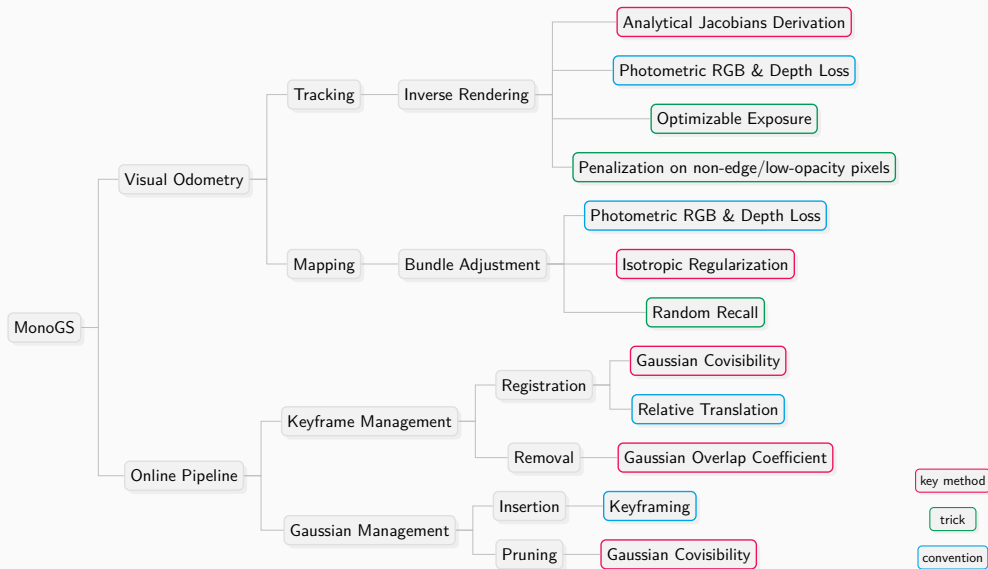 Analytical Jacobians Derivation
Photometric RGB & Depth Loss
Tracking
Inverse Rendering
Optimizable Exposure
Penalization on non-edge/low-opacity pixels
Visual Odometry
Photometric RGB & Depth Loss
Mapping
Bundle Adjustment
Isotropic Regularization
Random Recall
MonoGS
Gaussian Covisibility
Registration
Relative Translation
Keyframe Management
Removal
Gaussian Overlap Coefficient
Online Pipeline
Insertion
Keyframing
Gaussian Management
Pruning
Gaussian Covisibility
key method
trick
convention